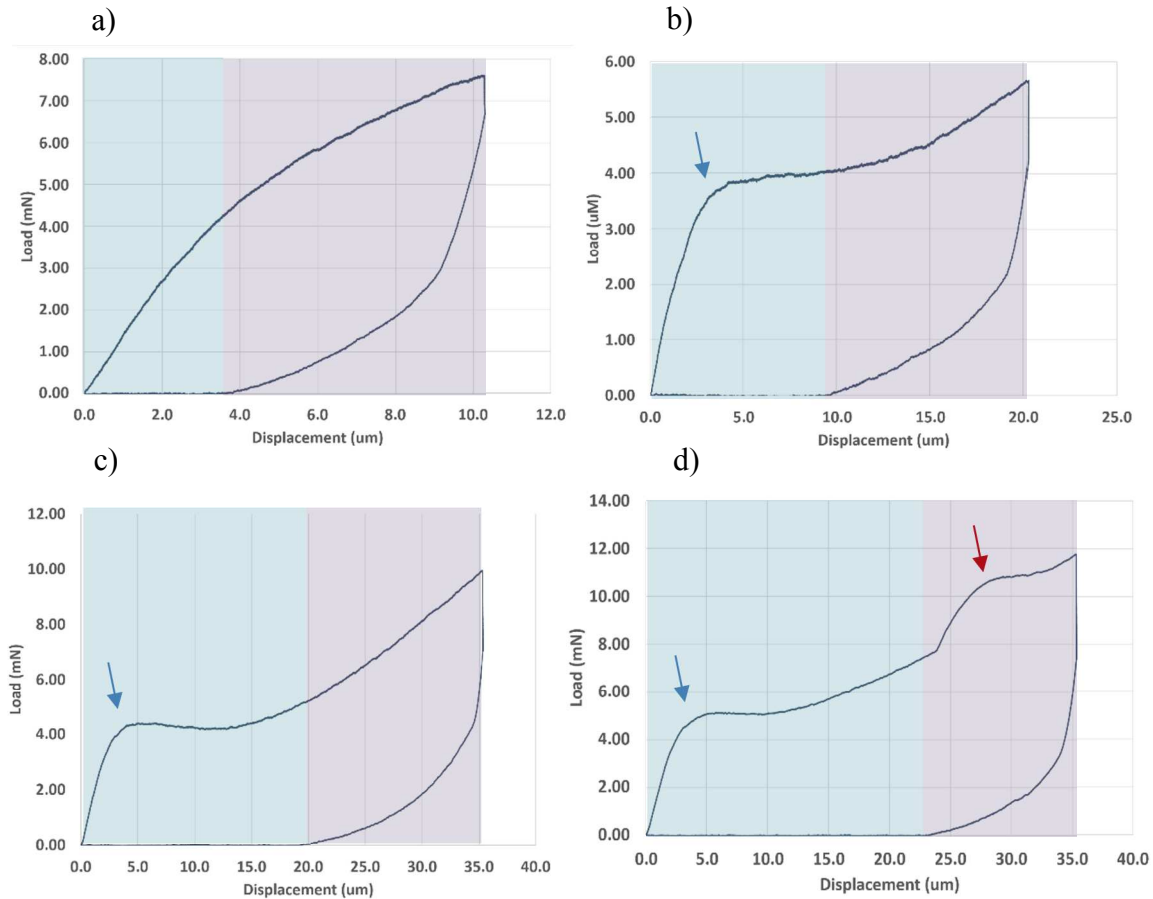 a)
8.00
7.00
6.00
5.00
4.00
3.00
2.00
1.00
0.00
Load (mN)
0.0 2.0 4.0 6.0 8.0 10.0 12.0
Displacement (um)
b)
6.00
5.00
4.00
3.00
2.00
1.00
0.00
Load (uM)
0.0 5.0 10.0 15.0 20.0 25.0
Displacement (um)
c)
12.00
10.00
8.00
6.00
4.00
2.00
0.00
Load (mN)
0.0 5.0 10.0 15.0 20.0 25.0 30.0 35.0 40.0
Displacement (um)
d)
14.00
12.00
10.00
8.00
6.00
4.00
2.00
0.00
Load (mN)
0.0 5.0 10.0 15.0 20.0 25.0 30.0 35.0 40.0
Displacement (um)